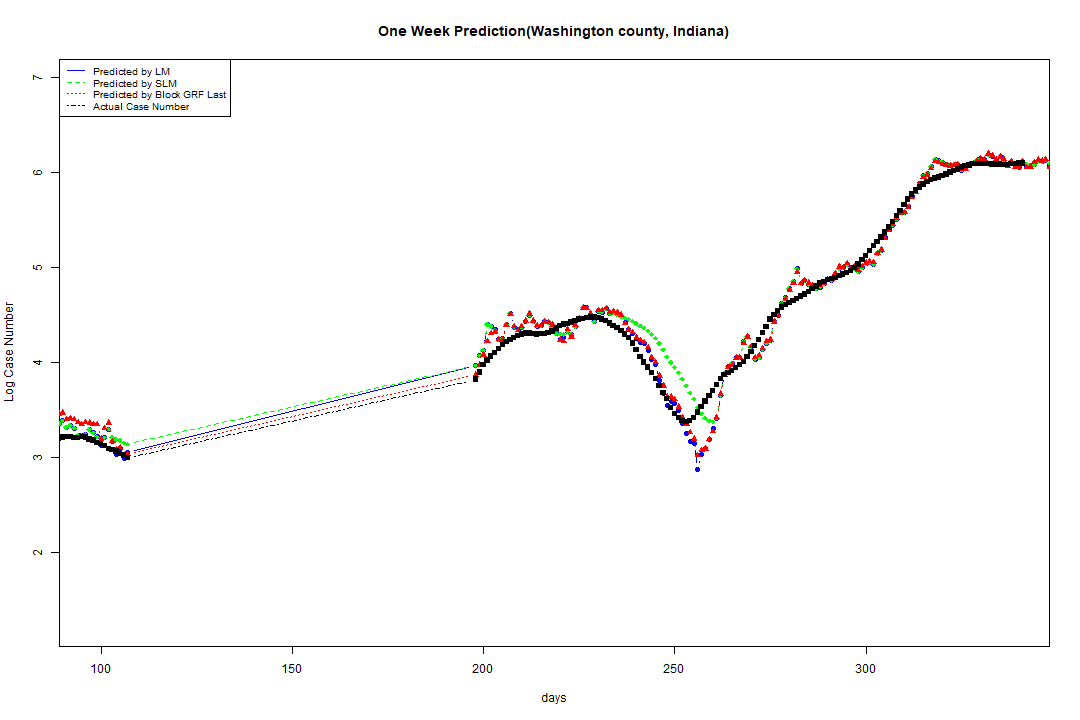 One Week Prediction(Washington county, Indiana)
Predicted by LM
Predicted by SLM
Predicted by Block GRF Last
Actual Case Number
7
6
5
4
3
2
Log Case Number
100 150 200 250 300
days